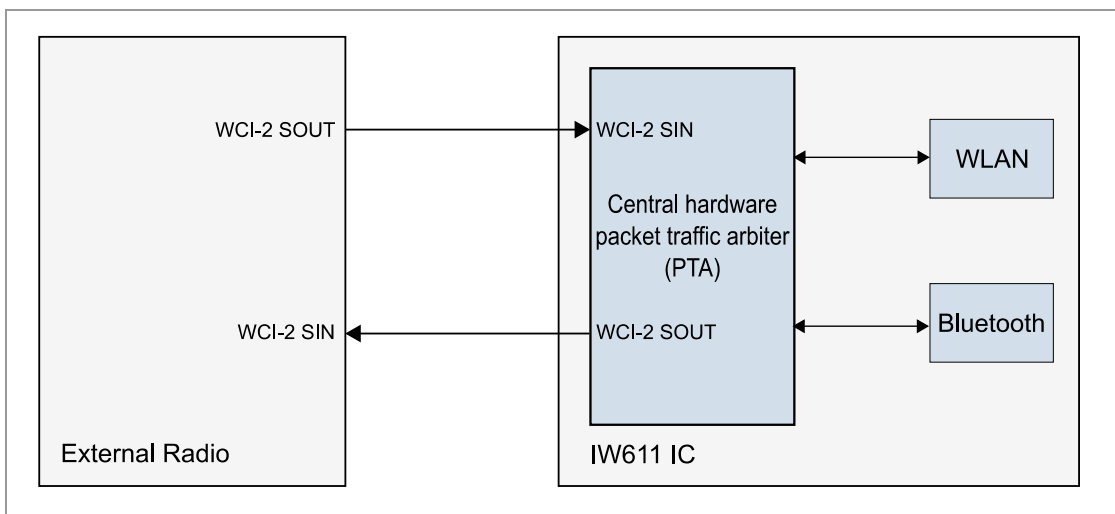 WCI-2 SOUT
WCI-2 SIN
External Radio
WCI-2 SIN
Central hardware
packet traffic arbiter
(PTA)
WCI-2 SOUT
IW611 IC
WLAN
Bluetooth